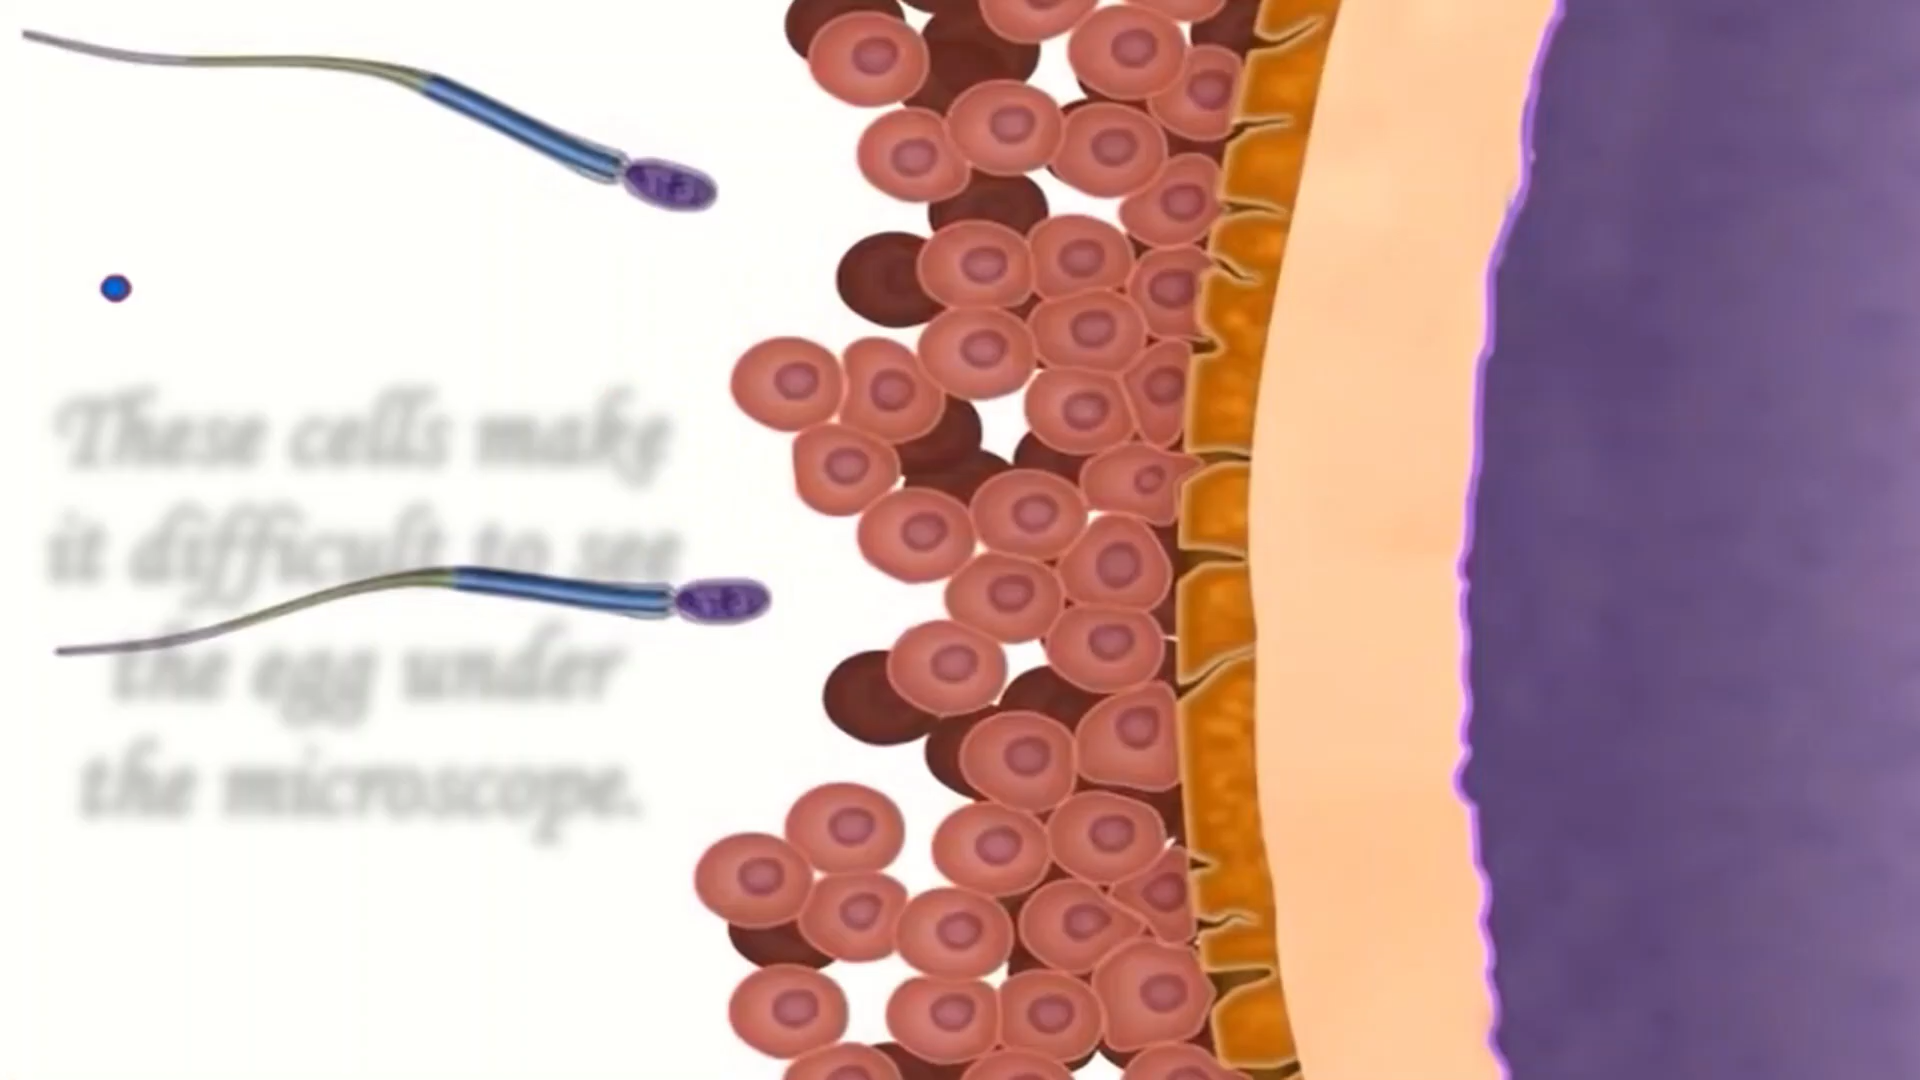 These cells make
it difficult to see
the egg under
the microscope.